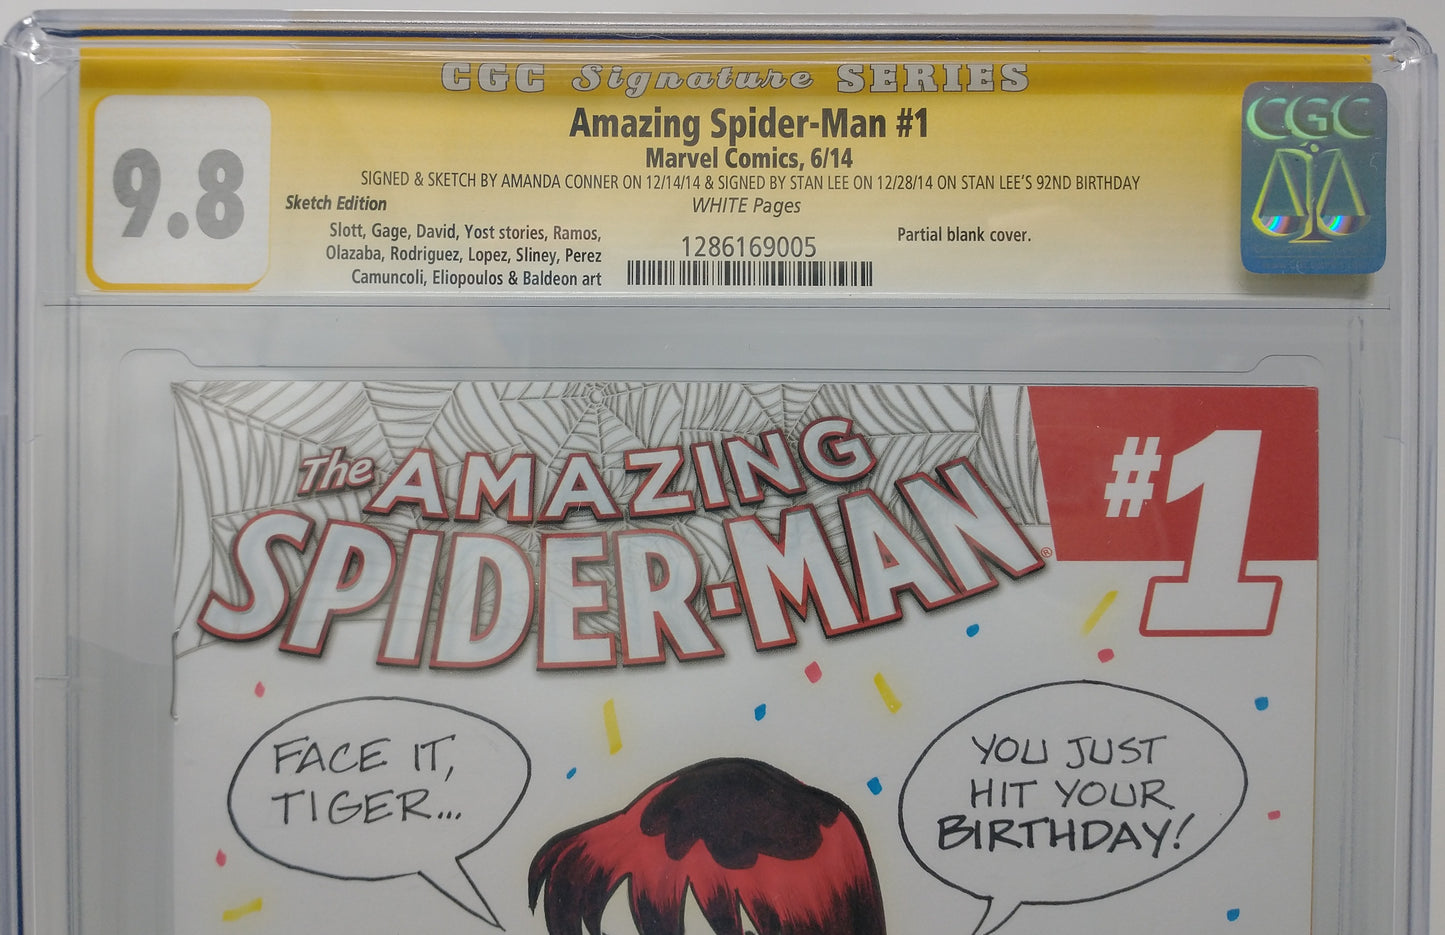 CGC Signature SERIES
Amazing Spider-Man #1
Marvel Comics, 6/14
SIGNED & SKETCH BY AMANDA CONNER ON 12/14/14 & SIGNED BY STAN LEE ON 12/28/14 ON STAN LEE'S 92ND BIRTHDAY
9.8
Sketch Edition
WHITE Pages
Slott, Gage, David, Yost stories, Ramos,
Olazaba, Rodriguez, Lopez, Sliney, Perez
Camuncoli, Eliopoulos & Baldeon art
1286169005
Partial blank cover.
CGC
The AMAZING
SPIDER-MAN®
#1
FACE IT,
TIGER...
YOU JUST
HIT YOUR
BIRTHDAY!